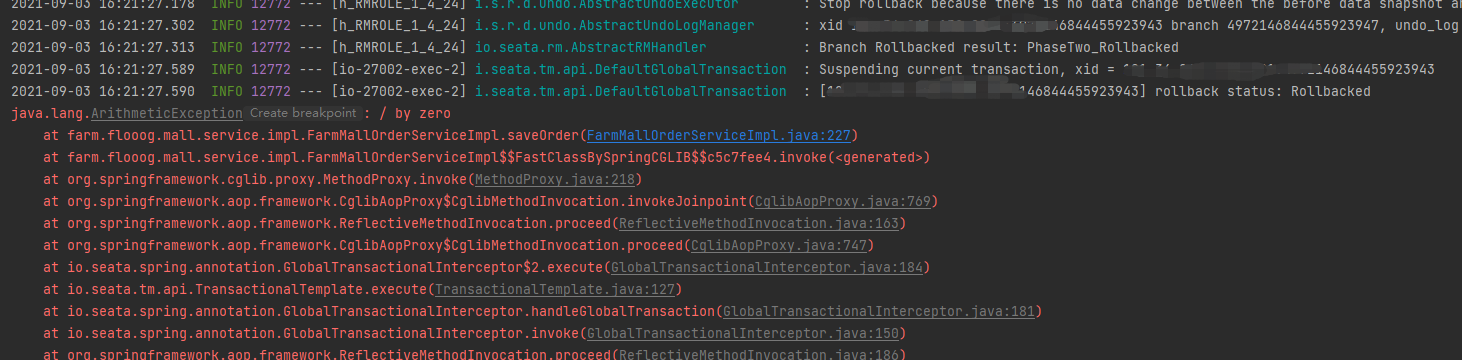 2021-09-03 16:21:27.178  INFO 12772 --- [h_RMROLE_1_4_24] i.s.r.d.undo.AbstractUndoExecutor        : Stop rollback because there is no data change between the before data snapshot an
2021-09-03 16:21:27.302  INFO 12772 --- [h_RMROLE_1_4_24] i.s.r.d.undo.AbstractUndoLogManager      : xid 46844455923943 branch 4972146844455923947, undo_log
2021-09-03 16:21:27.313  INFO 12772 --- [h_RMROLE_1_4_24] io.seata.rm.AbstractRMHandler            : Branch Rollbacked result: PhaseTwo_Rollbacked
2021-09-03 16:21:27.589  INFO 12772 --- [io-27002-exec-2] i.seata.tm.api.DefaultGlobalTransaction  : Suspending current transaction, xid = 146844455923943
2021-09-03 16:21:27.590  INFO 12772 --- [io-27002-exec-2] i.seata.tm.api.DefaultGlobalTransaction  : [ 146844455923943] rollback status: Rollbacked
java.lang.ArithmeticException Create breakpoint : / by zero
    at farm.flooog.mall.service.impl.FarmMallOrderServiceImpl.saveOrder(FarmMallOrderServiceImpl.java:227)
    at farm.flooog.mall.service.impl.FarmMallOrderServiceImpl$$FastClassBySpringCGLIB$$c5c7fee4.invoke(<generated>)
    at org.springframework.cglib.proxy.MethodProxy.invoke(MethodProxy.java:218)
    at org.springframework.aop.framework.CglibAopProxy$CglibMethodInvocation.invokeJoinpoint(CglibAopProxy.java:769)
    at org.springframework.aop.framework.ReflectiveMethodInvocation.proceed(ReflectiveMethodInvocation.java:163)
    at org.springframework.aop.framework.CglibAopProxy$CglibMethodInvocation.proceed(CglibAopProxy.java:747)
    at io.seata.spring.annotation.GlobalTransactionalInterceptor$2.execute(GlobalTransactionalInterceptor.java:184)
    at io.seata.tm.api.TransactionalTemplate.execute(TransactionalTemplate.java:127)
    at io.seata.spring.annotation.GlobalTransactionalInterceptor.handleGlobalTransaction(GlobalTransactionalInterceptor.java:181)
    at io.seata.spring.annotation.GlobalTransactionalInterceptor.invoke(GlobalTransactionalInterceptor.java:150)
    at org.springframework.aop.framework.ReflectiveMethodInvocation.proceed(ReflectiveMethodInvocation.java:186)